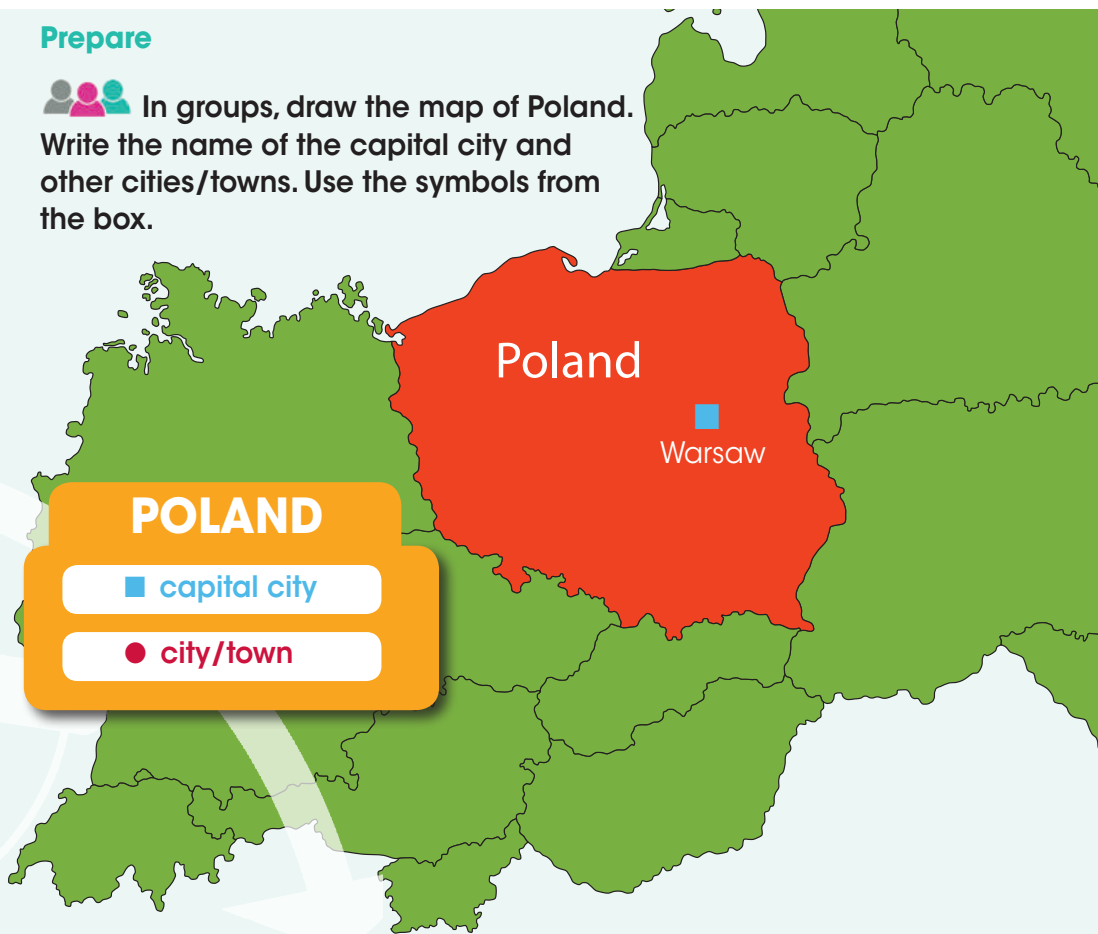 Prepare
In groups, draw the map of Poland.
Write the name of the capital city and
other cities/towns. Use the symbols from
the box.
Poland
Warsaw
POLAND
capital city
city/town